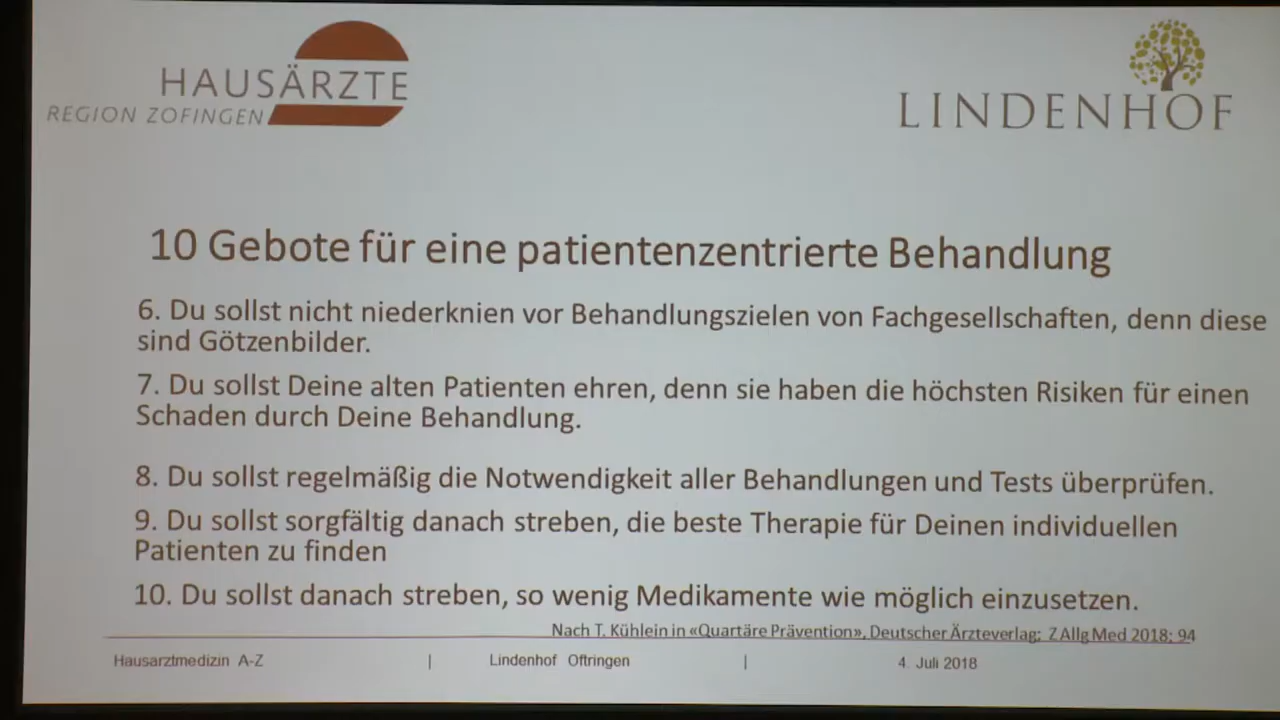 HAUSÄRZTE
REGION ZOFINGEN
LINDENHOF
10 Gebote für eine patientenzentrierte Behandlung
6. Du sollst nicht niederknien vor Behandlungszielen von Fachgesellschaften, denn diese
sind Götzenbilder.
7. Du sollst Deine alten Patienten ehren, denn sie haben die höchsten Risiken für einen
Schaden durch Deine Behandlung.
8. Du sollst regelmäßig die Notwendigkeit aller Behandlungen und Tests überprüfen.
9. Du sollst sorgfältig danach streben, die beste Therapie für Deinen individuellen
Patienten zu finden
10. Du sollst danach streben, so wenig Medikamente wie möglich einzusetzen.
Nach T. Kühlein in «Quartäre Prävention», Deutscher Ärzteverlag; ZAllg Med 2018; 94
Hausarztmedizin A-Z | Lindenhof Oftringen | 4. Juli 2018